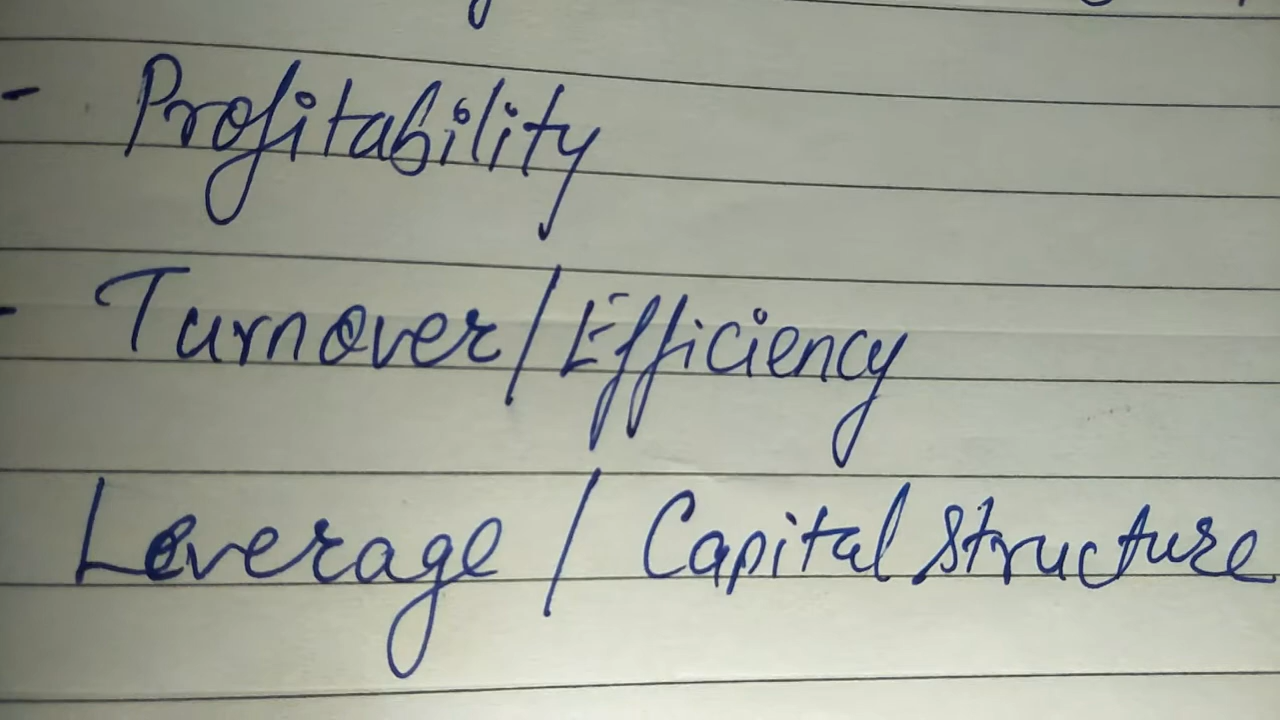 - Profitability
- Turnover/Efficiency
Leverage / Capital Structure